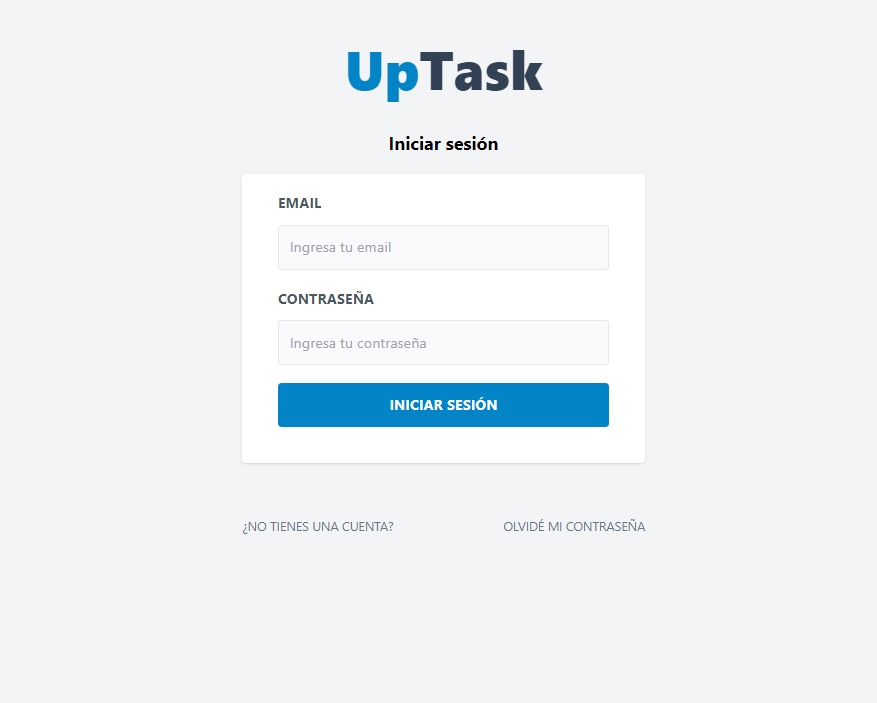 UpTask
Iniciar sesión
EMAIL
Ingresa tu email
CONTRASEÑA
Ingresa tu contraseña
INICIAR SESIÓN
¿NO TIENES UNA CUENTA? OLVIDÉ MI CONTRASEÑA